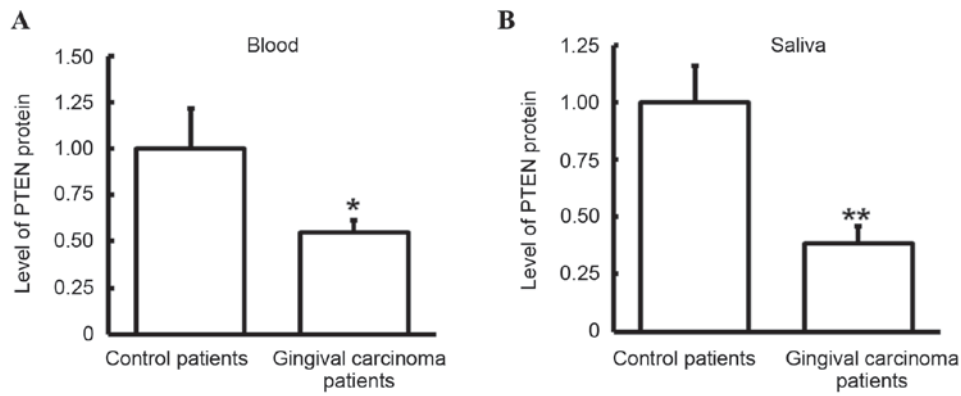 A
Blood
Level of PTEN protein
1.50
1.25
1.00
0.75
0.50
0.25
0
*
Control patients
Gingival carcinoma
patients
B
Saliva
Level of PTEN protein
1.25
1.00
0.75
0.50
0.25
0
**
Control patients
Gingival carcinoma
patients